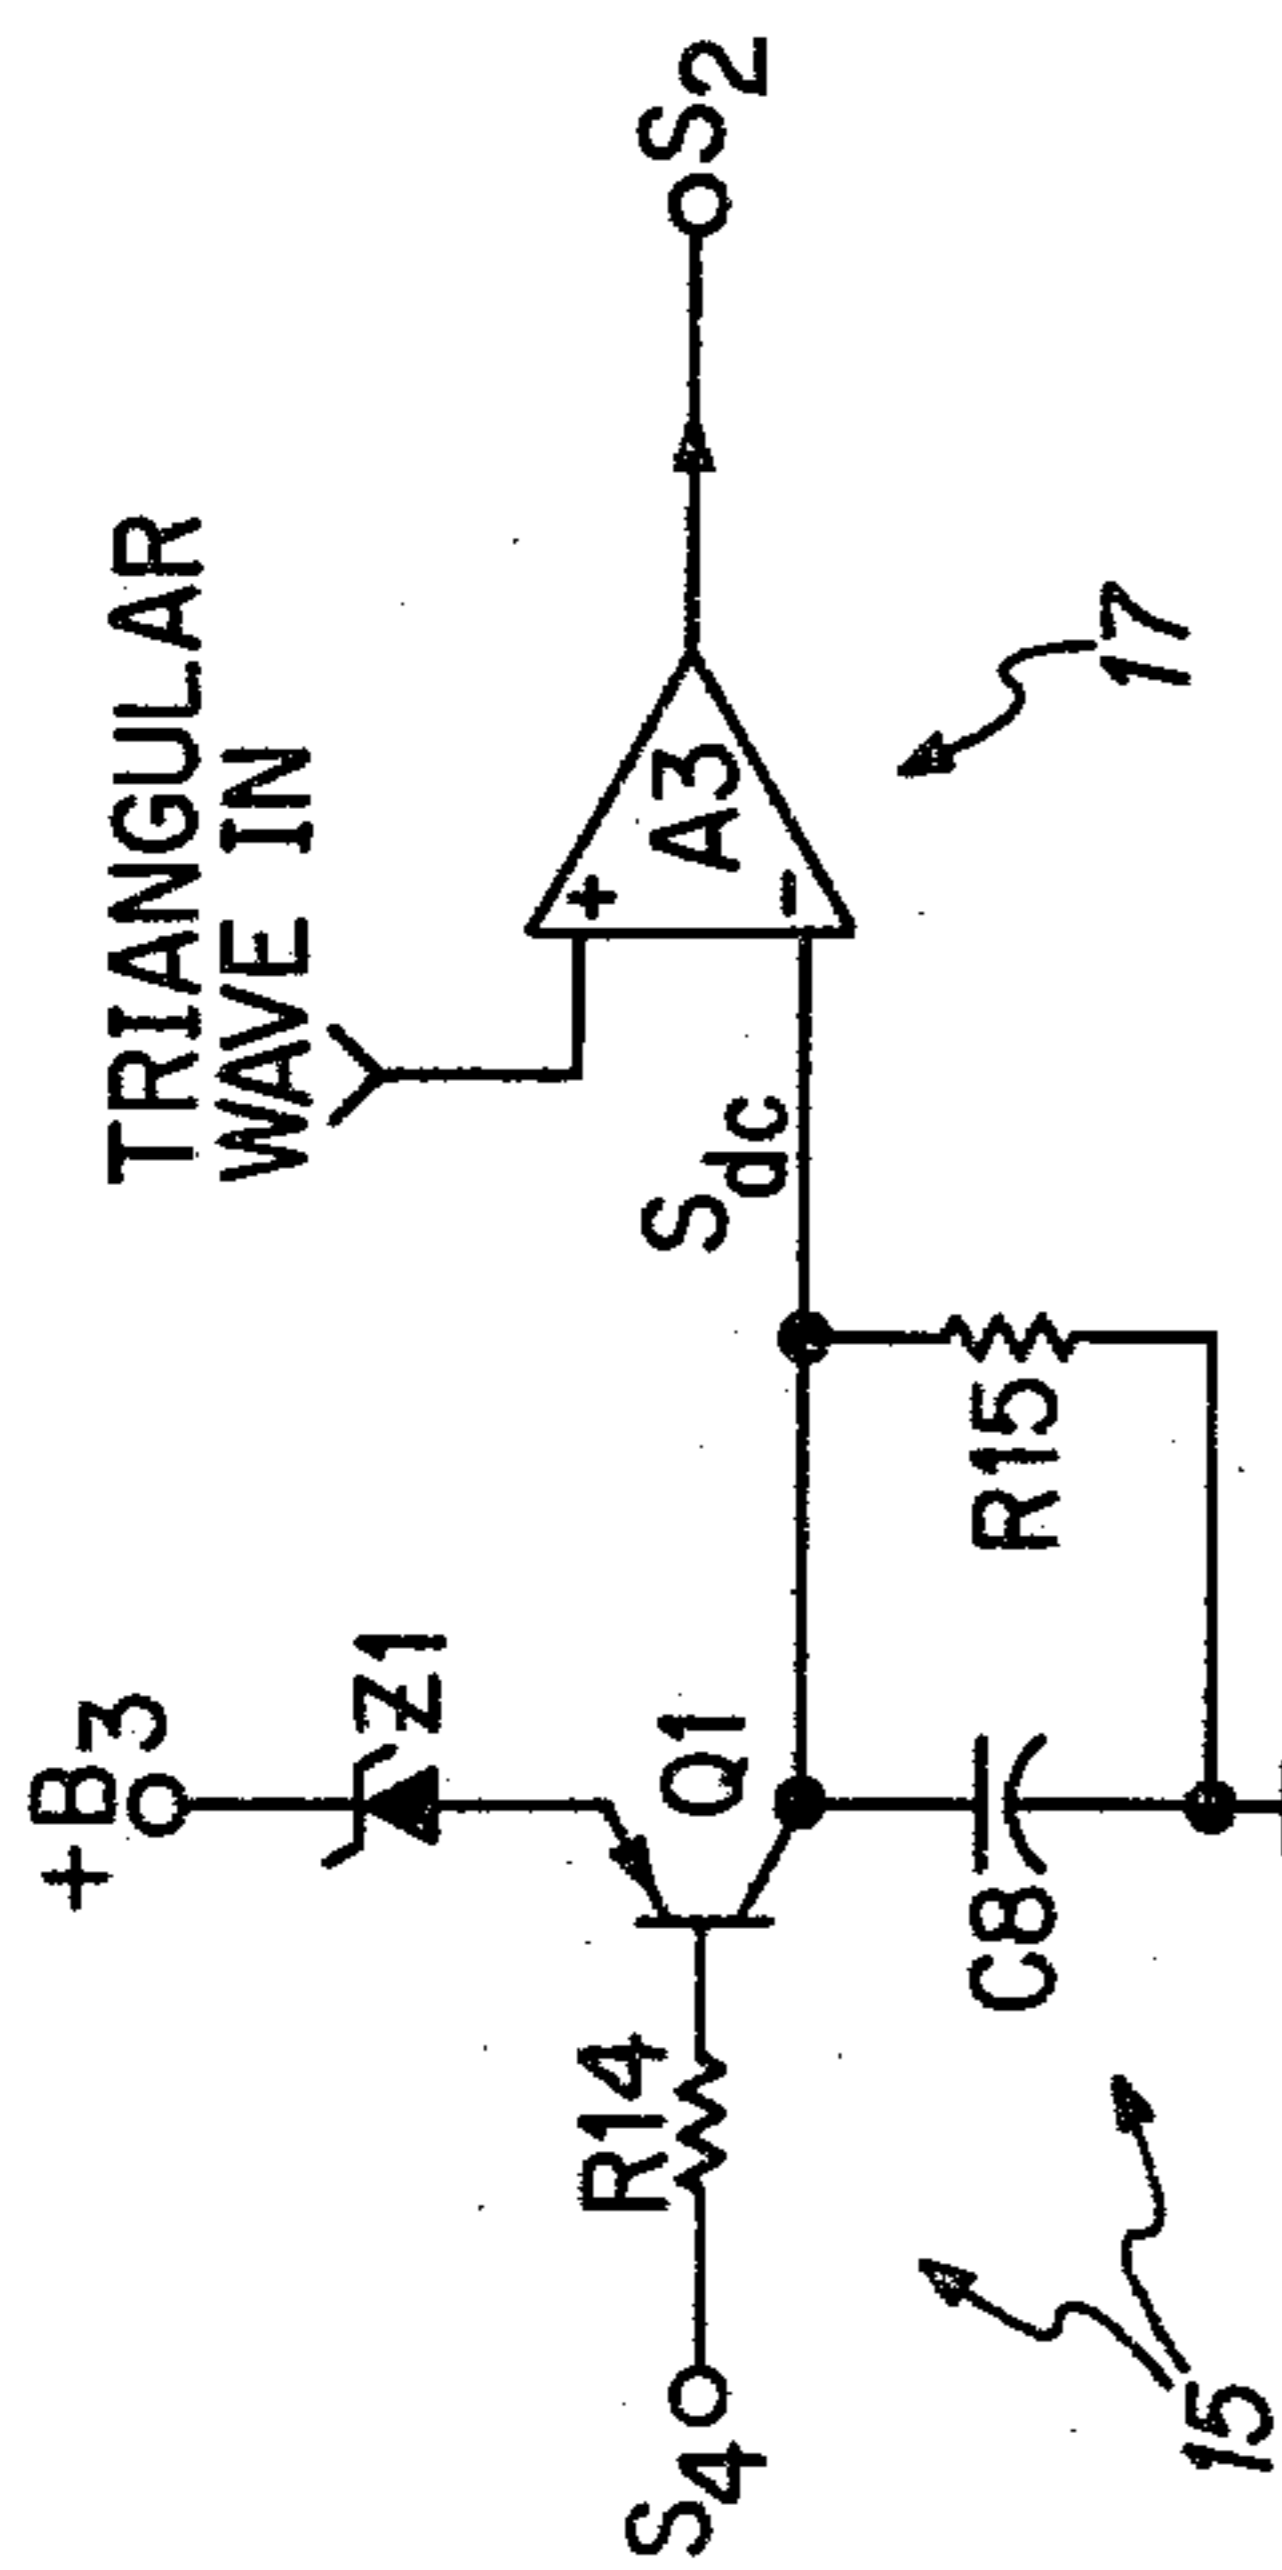 TRIANGULAR
WAVE IN
+B3
Z1
S4
R14
Q1
Sdc
+
-
A3
S2
C8
R15
15
17